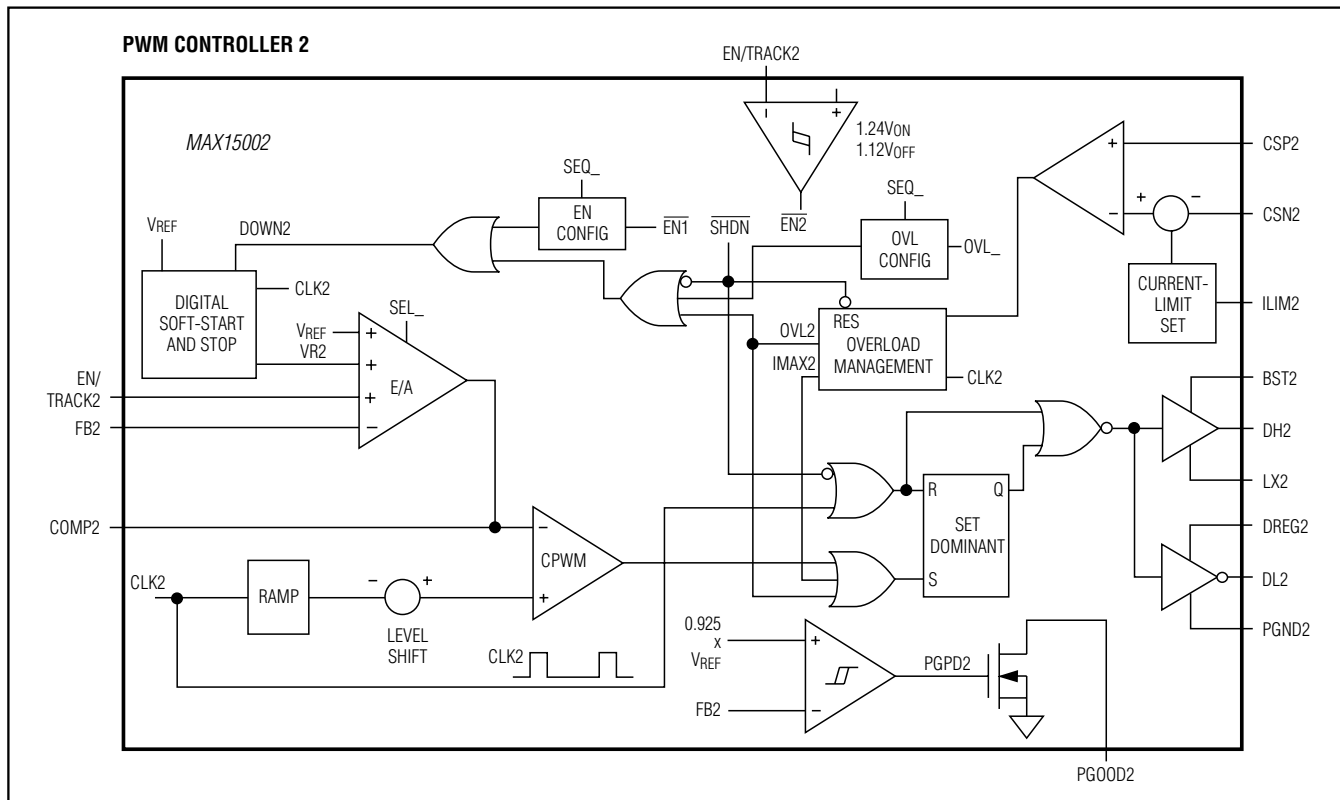 PWM CONTROLLER 2
EN/TRACK2
MAX15002
- +
1.24VON
1.12VOFF
EN2
SEQ_
EN
CONFIG
EN1
SHDN
SEQ_
OVL
CONFIG
OVL_
+
-
+ -
CSP2
CSN2
CURRENT-
LIMIT
SET
ILIM2
VREF
DOWN2
DIGITAL
SOFT-START
AND STOP
CLK2
VREF
VR2
SEL_
+
+
+
-
E/A
EN/
TRACK2
FB2
OVL2
IMAX2
RES
OVERLOAD
MANAGEMENT
CLK2
BST2
DH2
LX2
R Q
SET
DOMINANT
S
DREG2
DL2
PGND2
COMP2
-
CPWM
+
CLK2
RAMP
- +
LEVEL
SHIFT
CLK2
0.925
x
VREF
+
-
FB2
PGPD2
PGOOD2